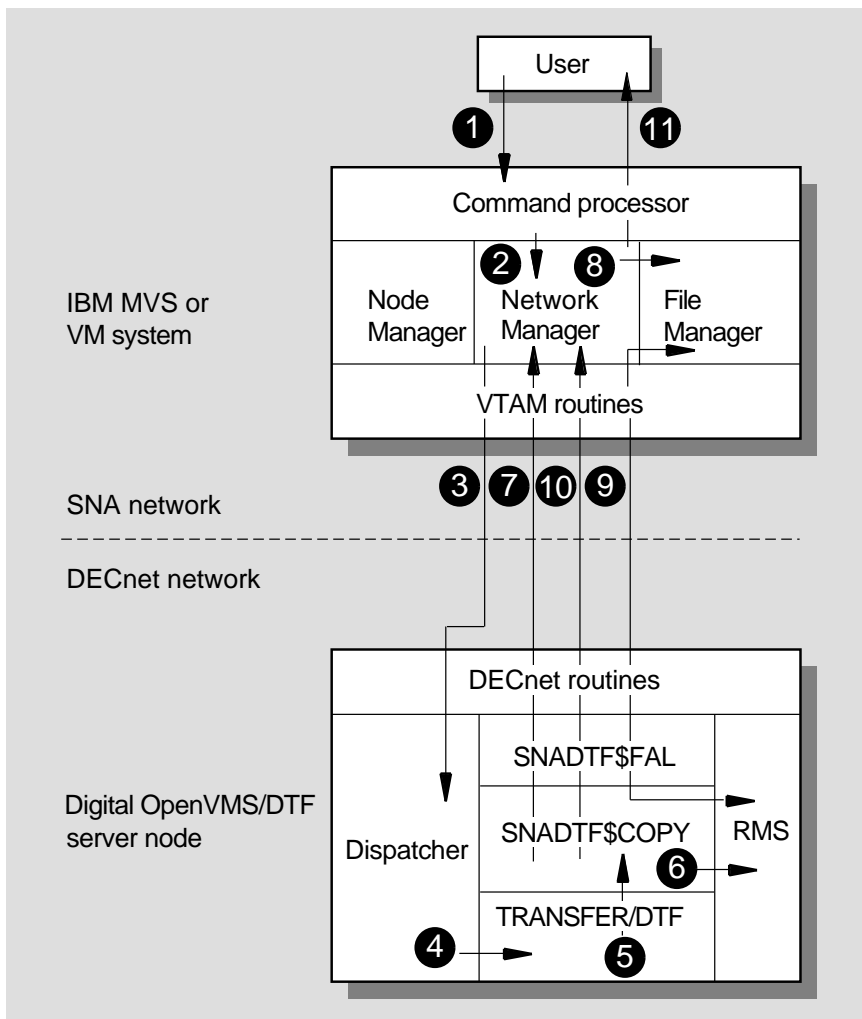 User
1
11
Command processor
2
8
IBM MVS or
VM system
Node
Manager
Network
Manager
File
Manager
VTAM routines
3
7
10
9
SNA network
DECnet network
DECnet routines
SNADTF$FAL
Digital OpenVMS/DTF
server node
Dispatcher
SNADTF$COPY
RMS
6
TRANSFER/DTF
4
5